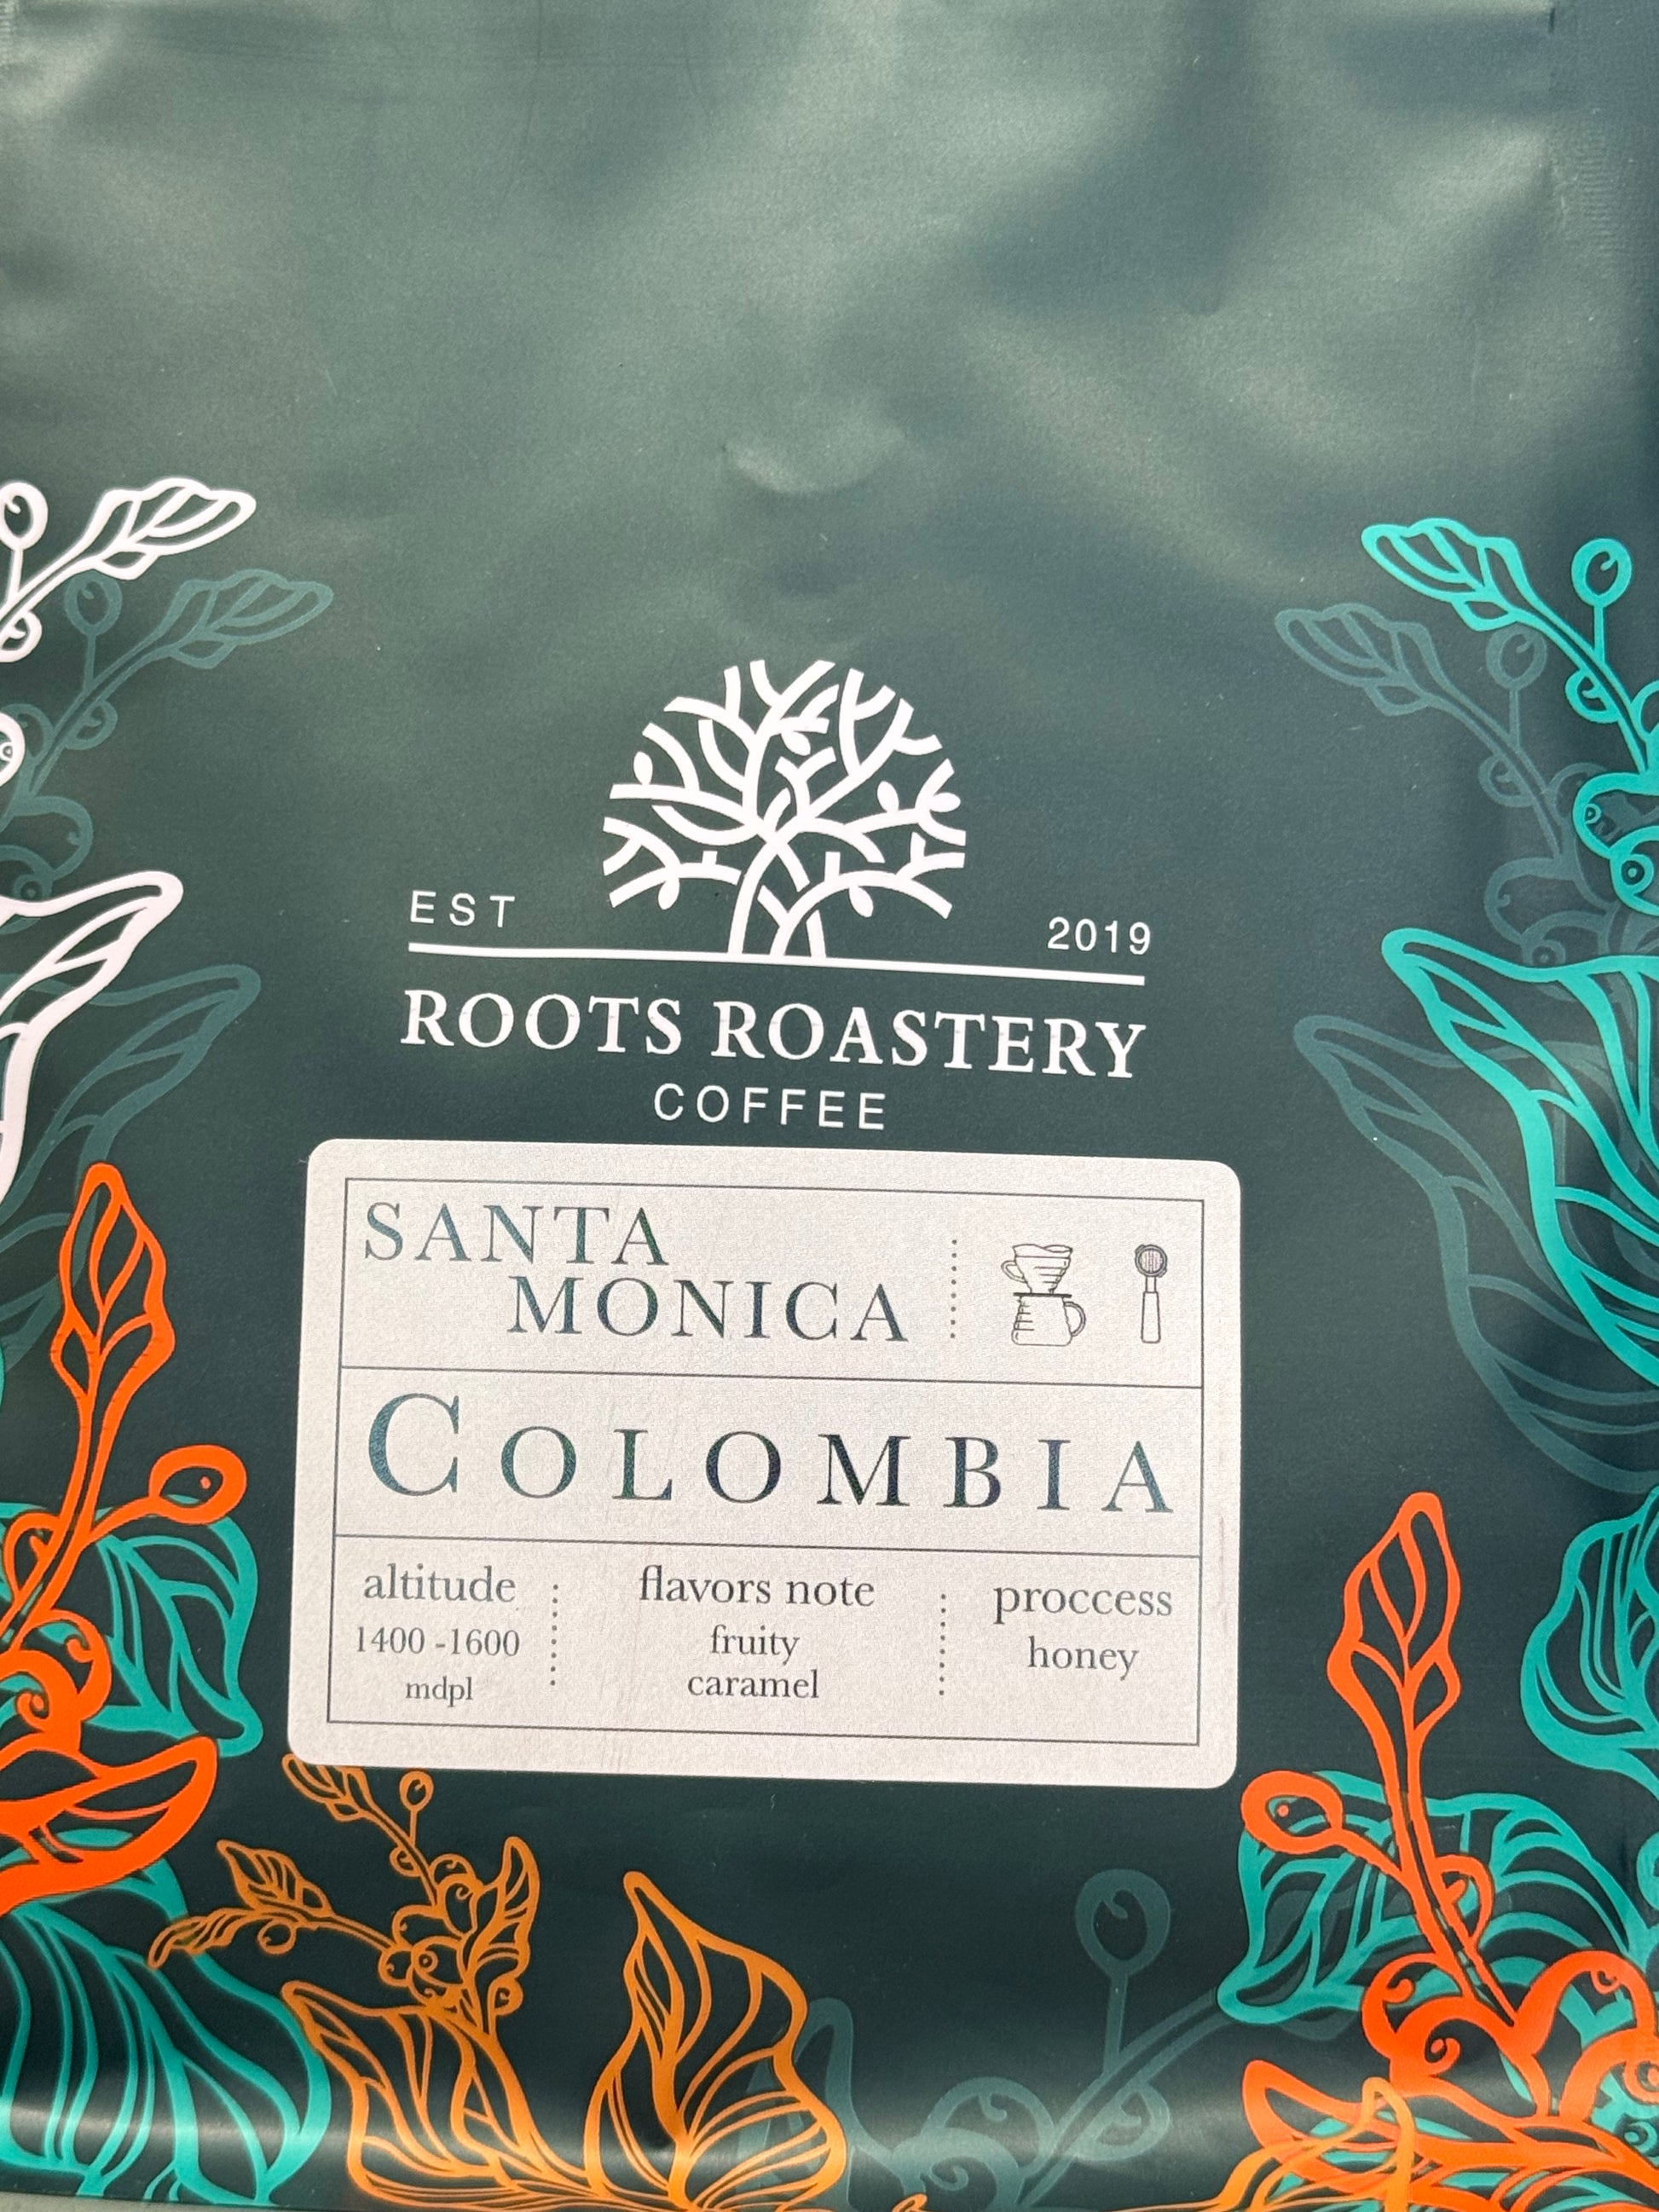 EST
2019
ROOTS ROASTERY
COFFEE
SANTA
MONICA
COLOMBIA
altitude
1400 -1600
mdpl
flavors note
fruity
caramel
proccess
honey